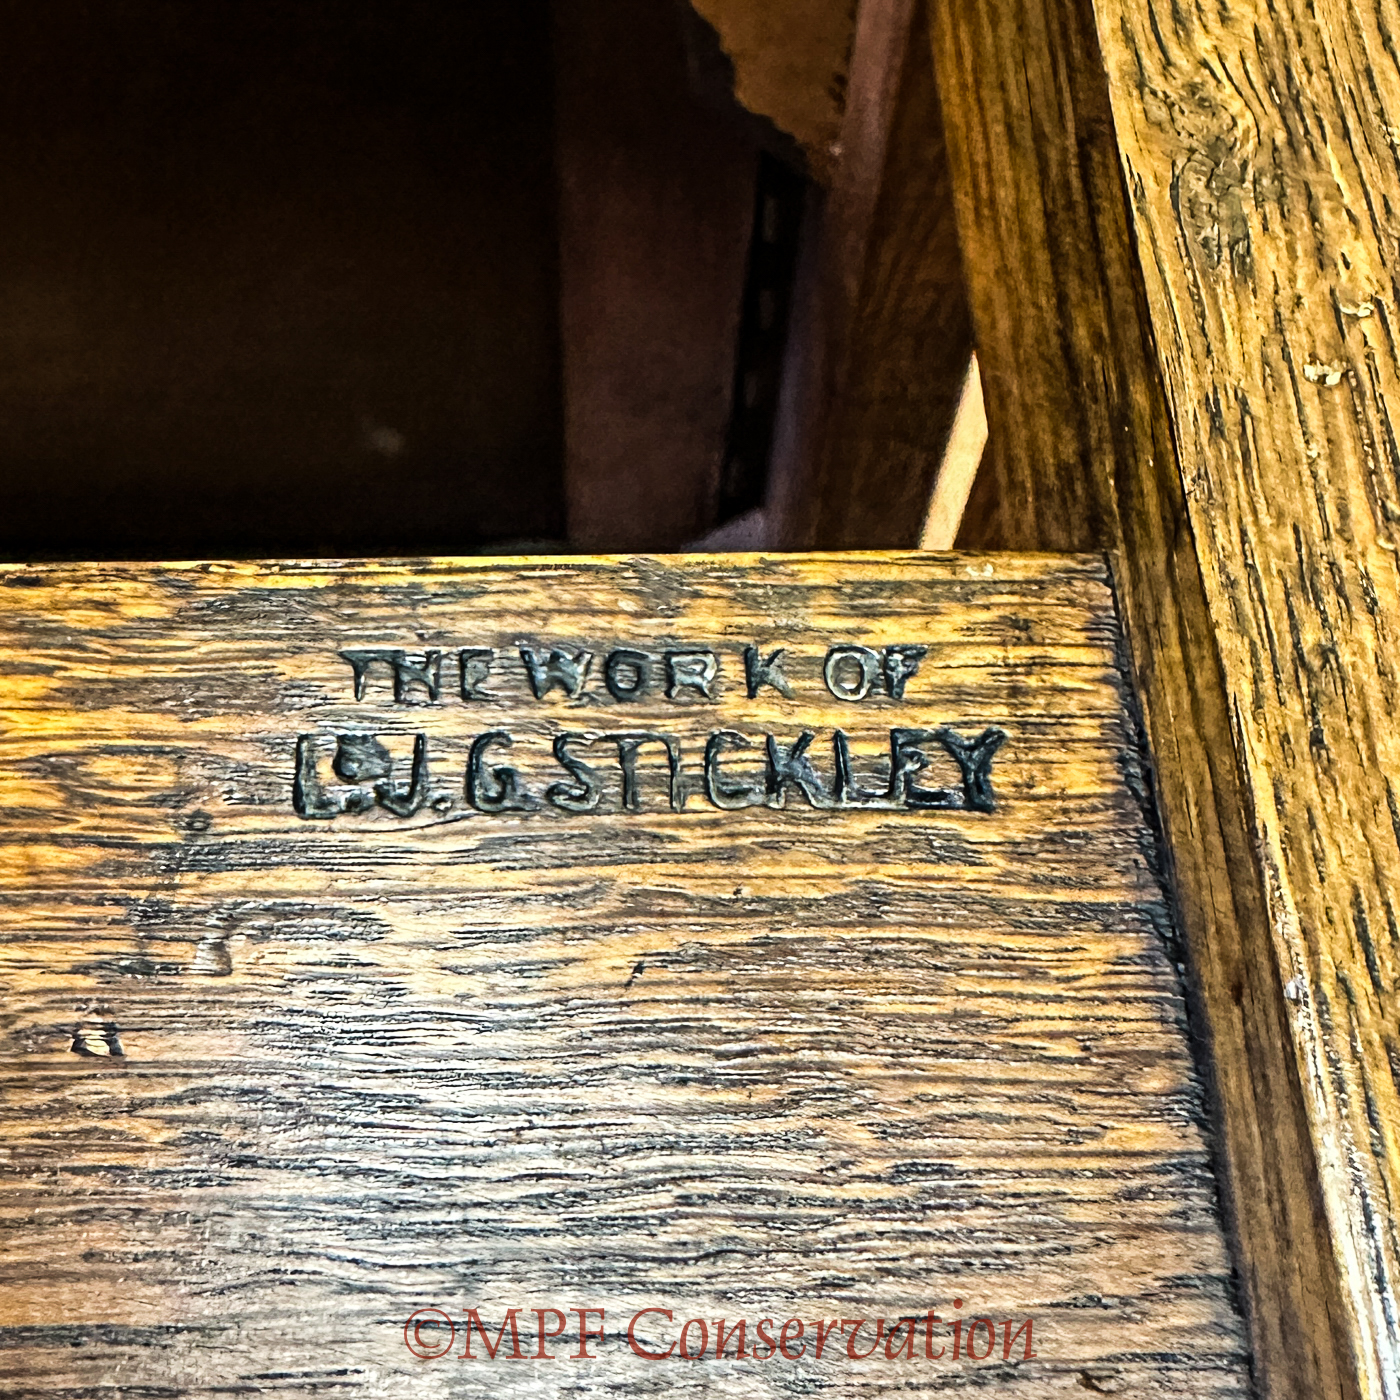 THE WORK OF
L. & J. G. STICKLEY
©MPF Conservation